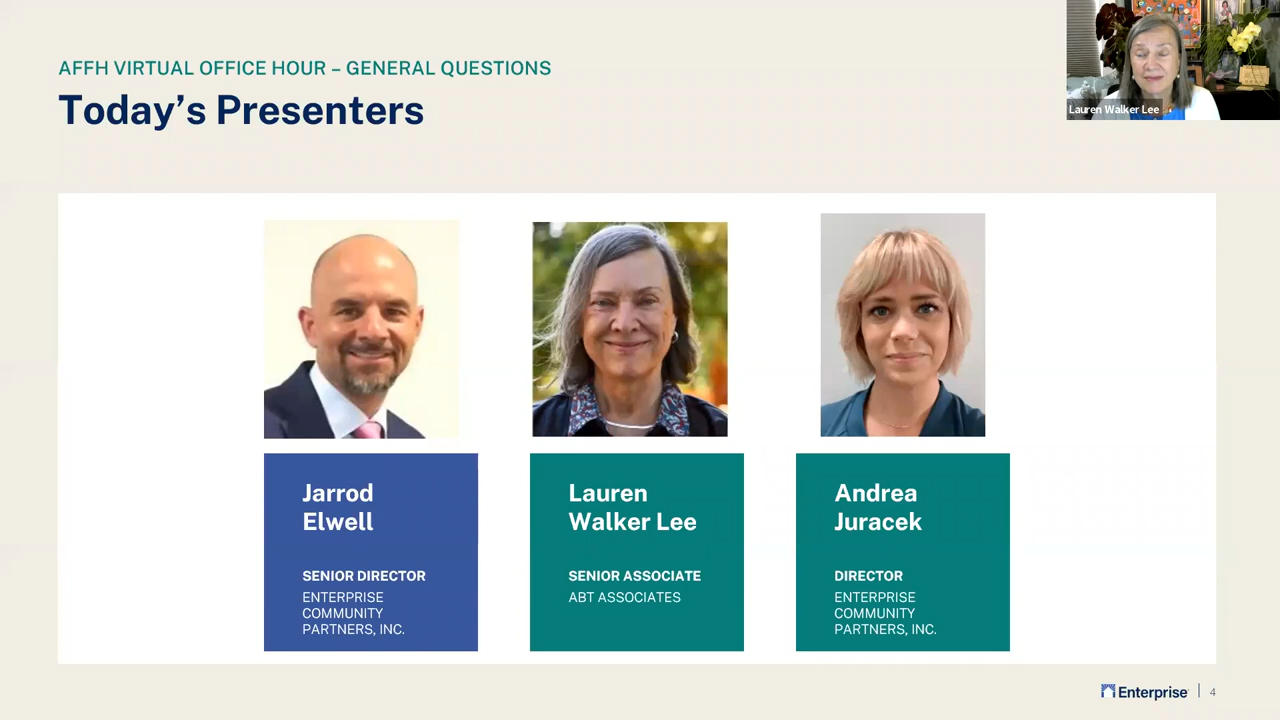 AFFH VIRTUAL OFFICE HOUR – GENERAL QUESTIONS
Today's Presenters
Lauren Walker Lee
Jarrod
Elwell
SENIOR DIRECTOR
ENTERPRISE
COMMUNITY
PARTNERS, INC.
Lauren
Walker Lee
SENIOR ASSOCIATE
ABT ASSOCIATES
Andrea
Juracek
DIRECTOR
ENTERPRISE
COMMUNITY
PARTNERS, INC.
Enterprise
4